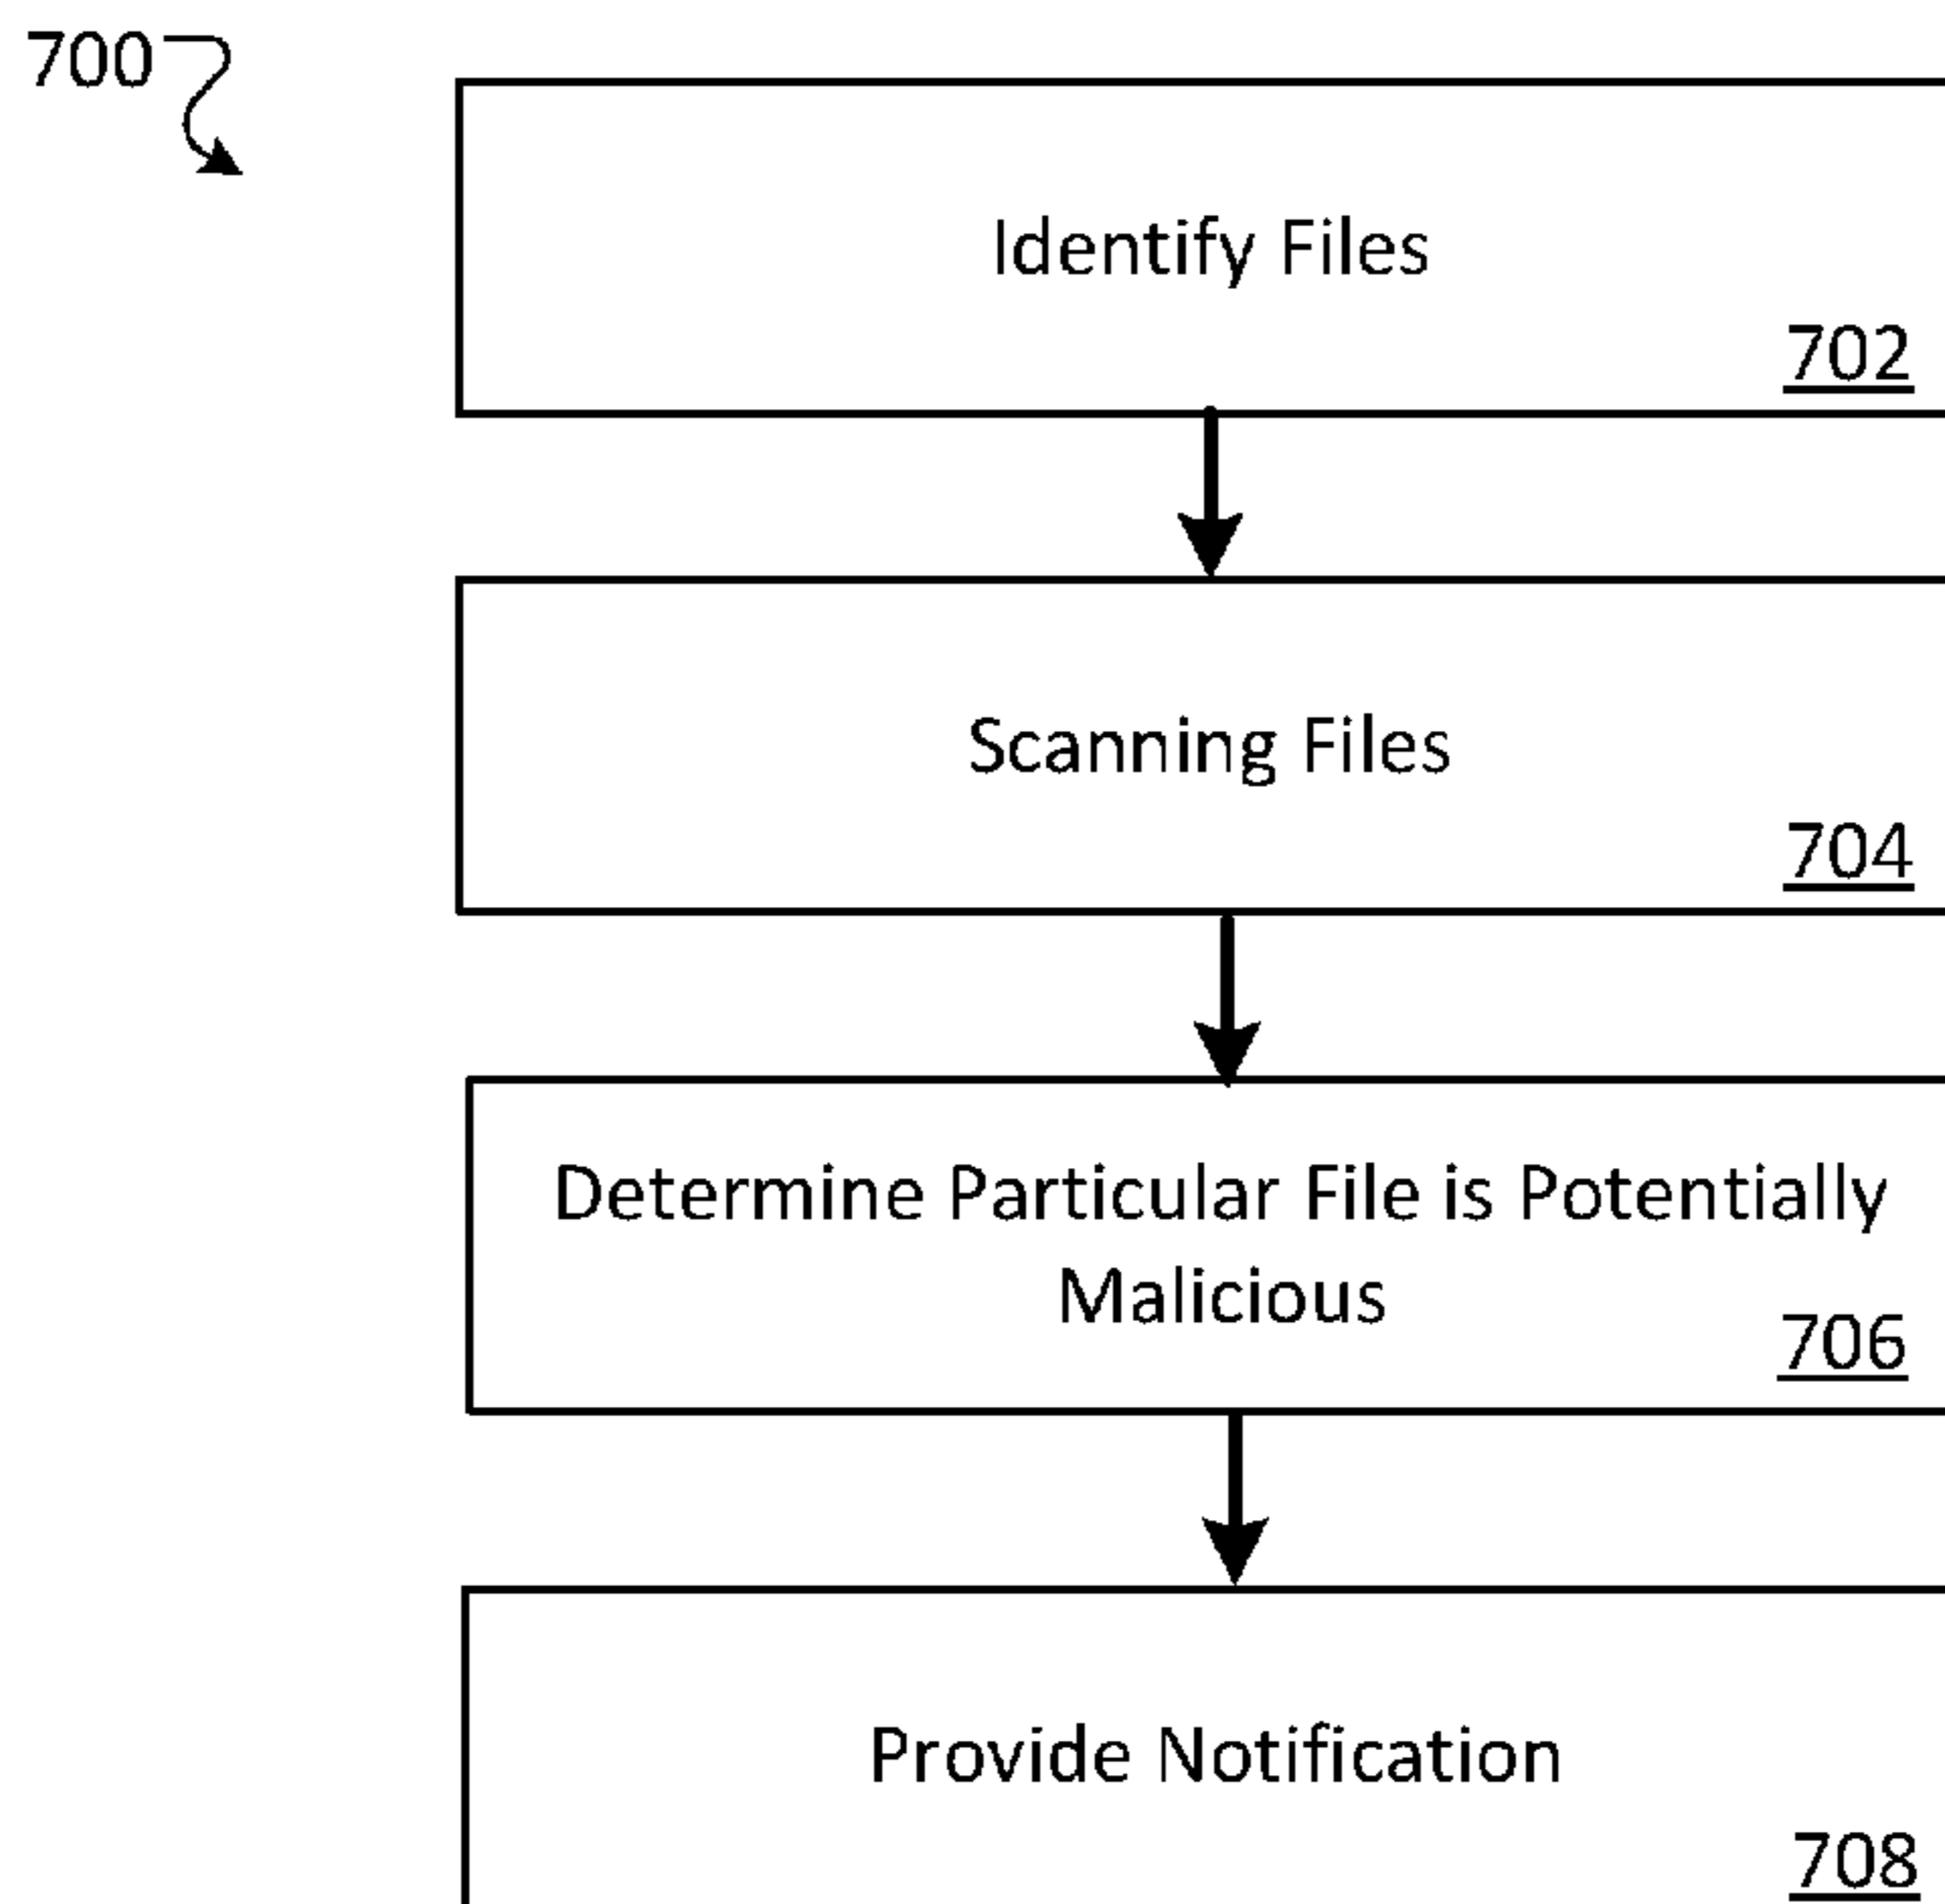 700
Identify Files
702
Scanning Files
704
Determine Particular File is Potentially
Malicious
706
Provide Notification
708